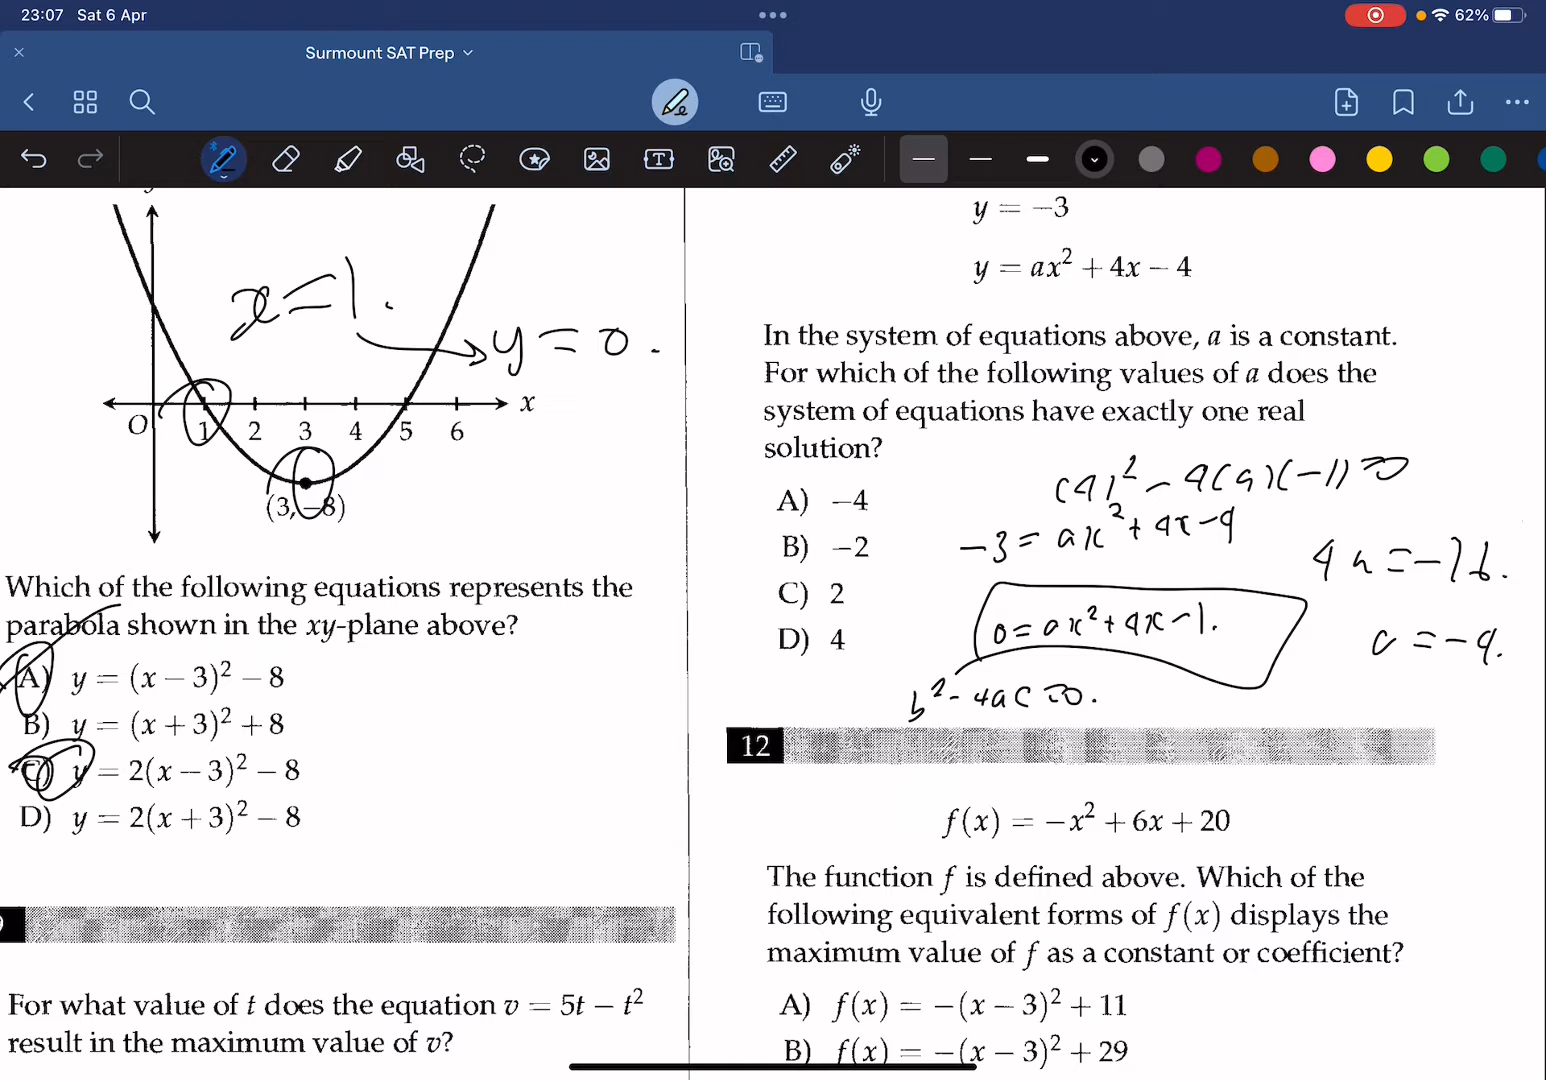 23:07 Sat 6 Apr
62%
Surmount SAT Prep
x = 1.
y = 0.
x
O 1 2 3 4 5 6
(3, −8)
Which of the following equations represents the
parabola shown in the xy-plane above?
A) y = (x − 3)² − 8
B) y = (x + 3)² + 8
C) y = 2(x − 3)² − 8
D) y = 2(x + 3)² − 8
For what value of t does the equation v = 5t − t²
result in the maximum value of v?
y = −3
y = ax² + 4x − 4
In the system of equations above, a is a constant.
For which of the following values of a does the
system of equations have exactly one real
solution?
A) −4
B) −2
C) 2
D) 4
(4)² − 4(a)(−1) = 0
−3 = ax² + 4x − 4
0 = ax² + 4x − 1.
b² − 4ac = 0.
4a = −16.
a = −4.
12
f(x) = −x² + 6x + 20
The function f is defined above. Which of the
following equivalent forms of f(x) displays the
maximum value of f as a constant or coefficient?
A) f(x) = −(x − 3)² + 11
B) f(x) = −(x − 3)² + 29